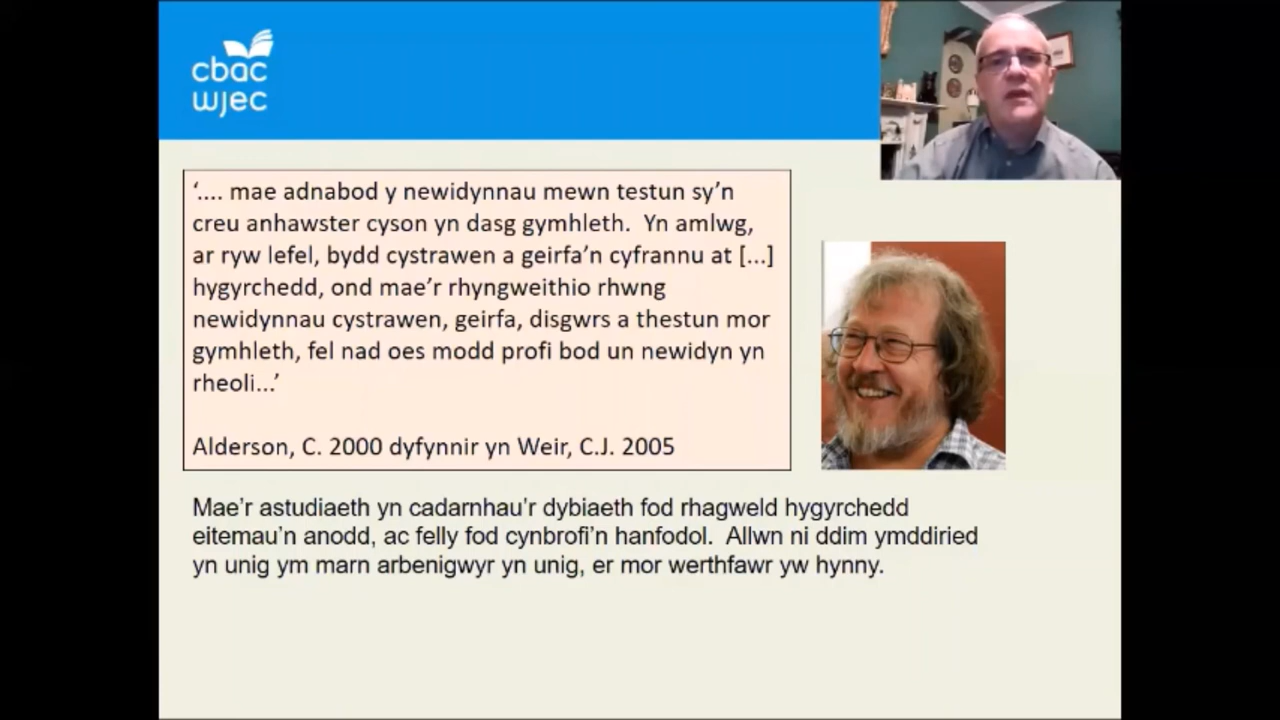 cbac
wjec
‘.... mae adnabod y newidynnau mewn testun sy’n
creu anhawster cyson yn dasg gymhleth.  Yn amlwg,
ar ryw lefel, bydd cystrawen a geirfa’n cyfrannu at [...]
hygyrchedd, ond mae’r rhyngweithio rhwng
newidynnau cystrawen, geirfa, disgwrs a thestun mor
gymhleth, fel nad oes modd profi bod un newidyn yn
rheoli...’
Alderson, C. 2000 dyfynnir yn Weir, C.J. 2005
Mae’r astudiaeth yn cadarnhau’r dybiaeth fod rhagweld hygyrchedd
eitemau’n anodd, ac felly fod cynbrofi’n hanfodol.  Allwn ni ddim ymddiried
yn unig ym marn arbenigwyr yn unig, er mor werthfawr yw hynny.